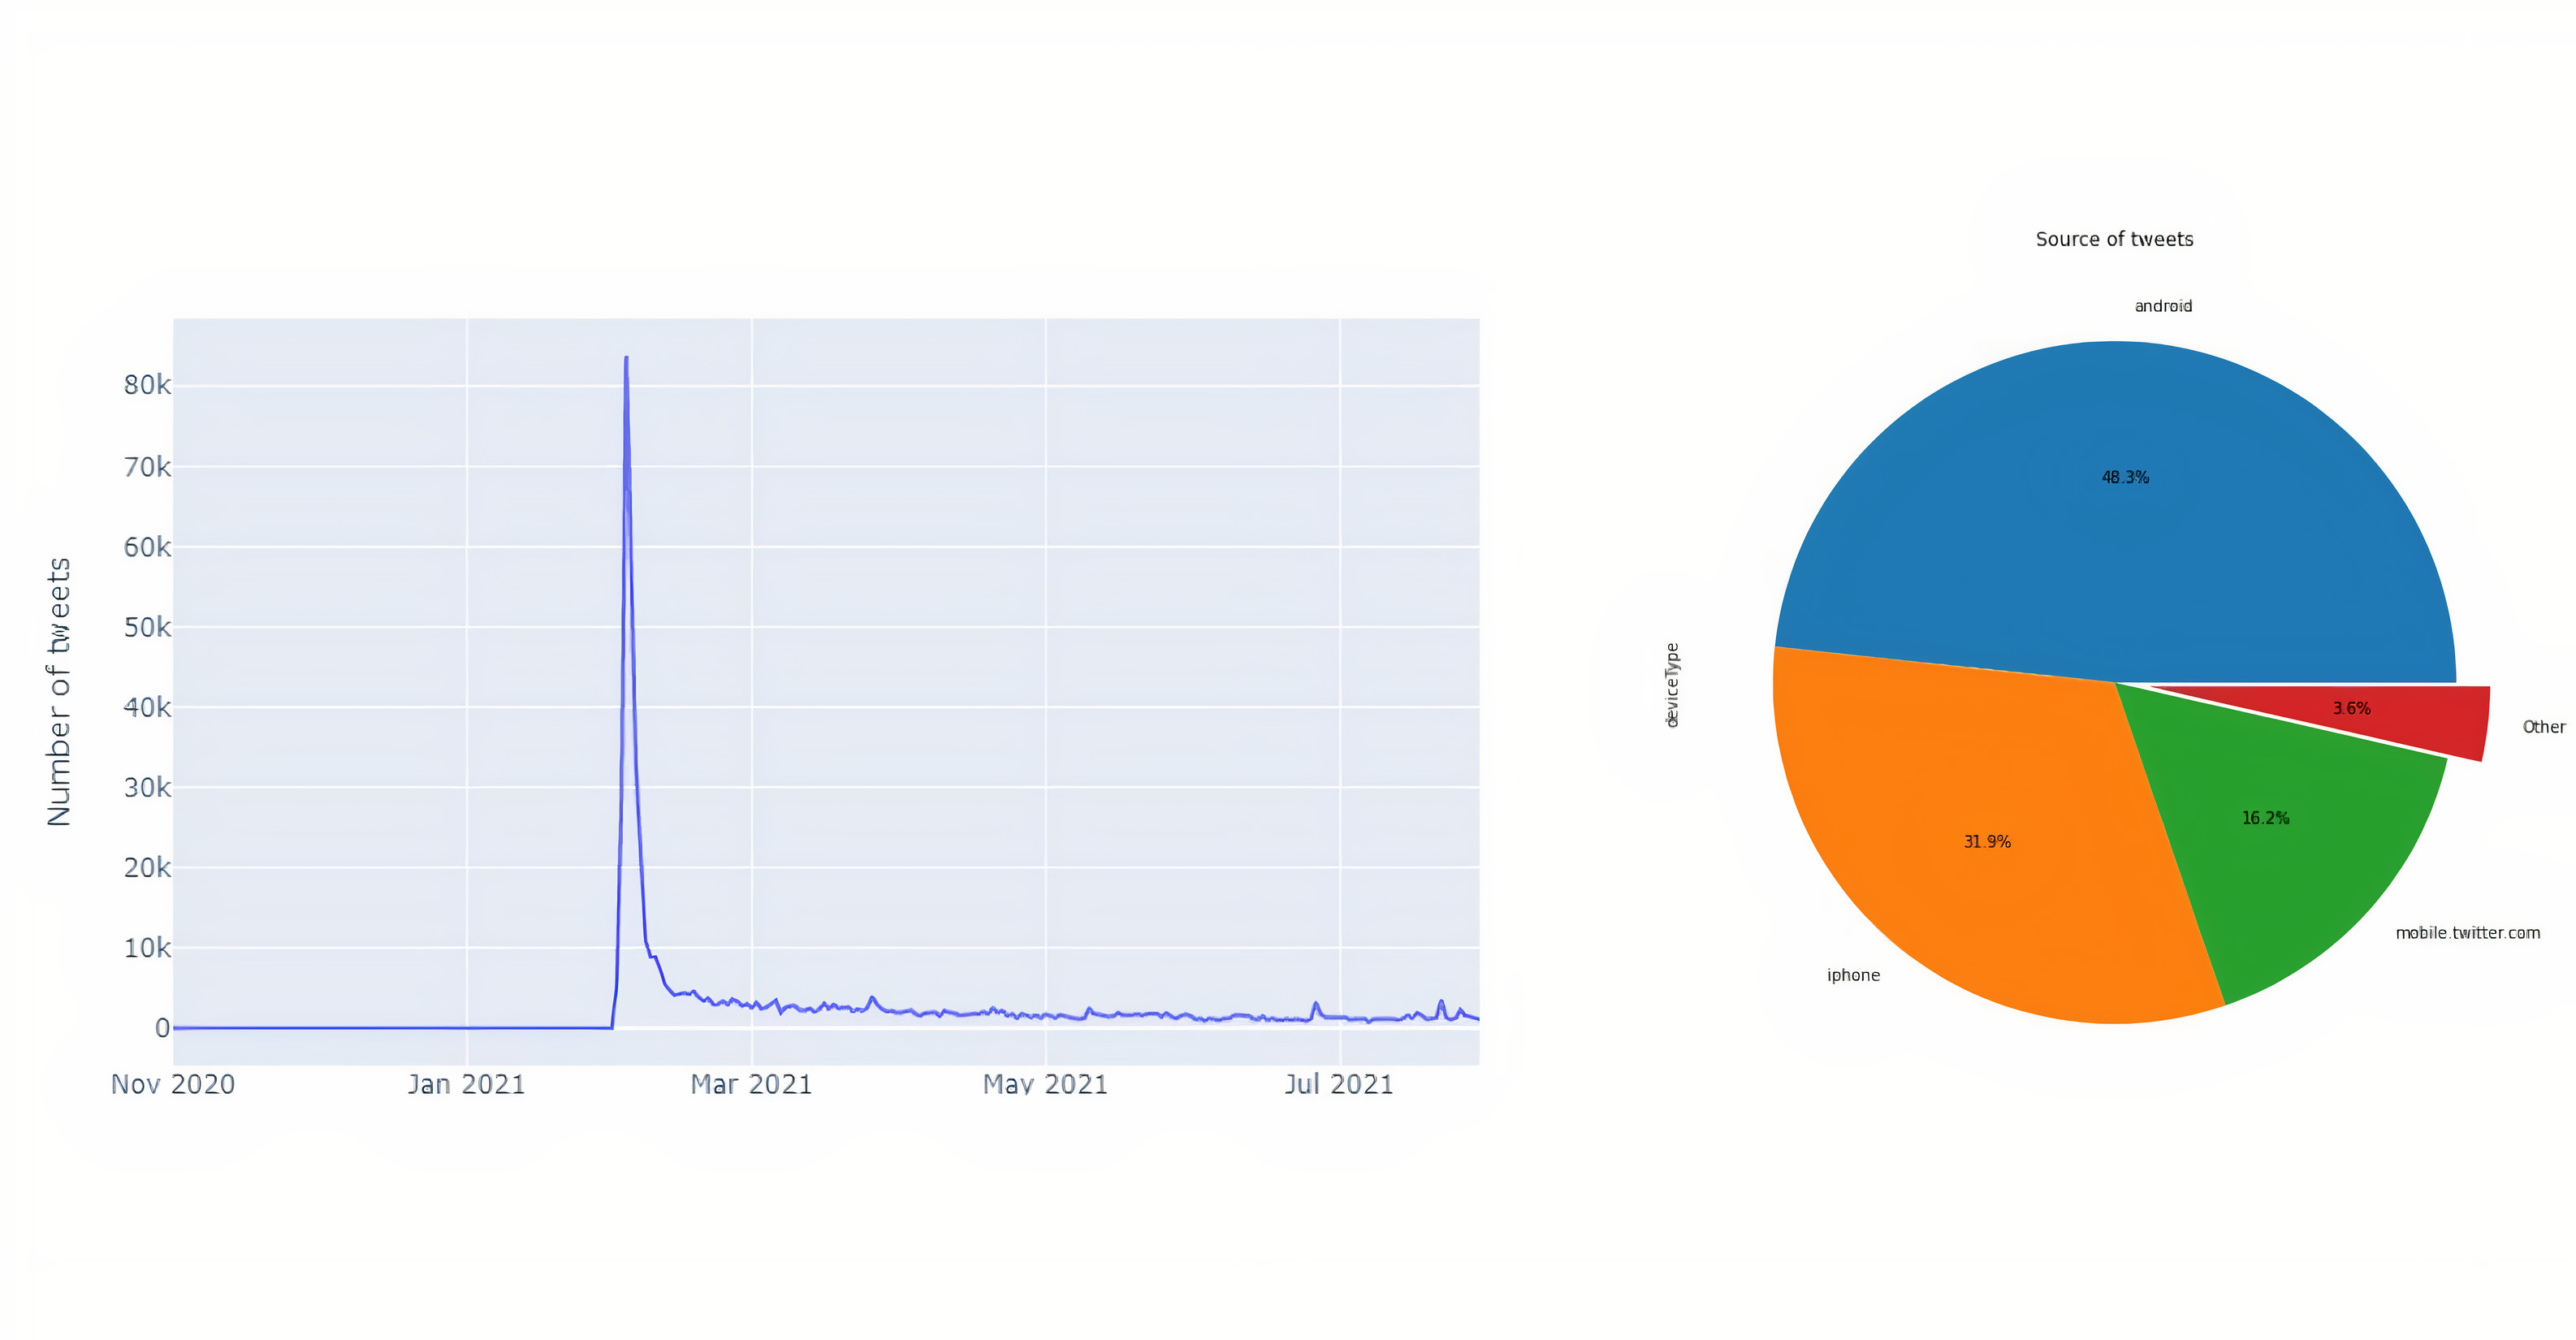 Number of tweets
80k
70k
60k
50k
40k
30k
20k
10k
0
Nov 2020
Jan 2021
Mar 2021
May 2021
Jul 2021
Source of tweets
android
48.3%
deviceType
3.6%
Other
16.2%
31.9%
mobile.twitter.com
iphone